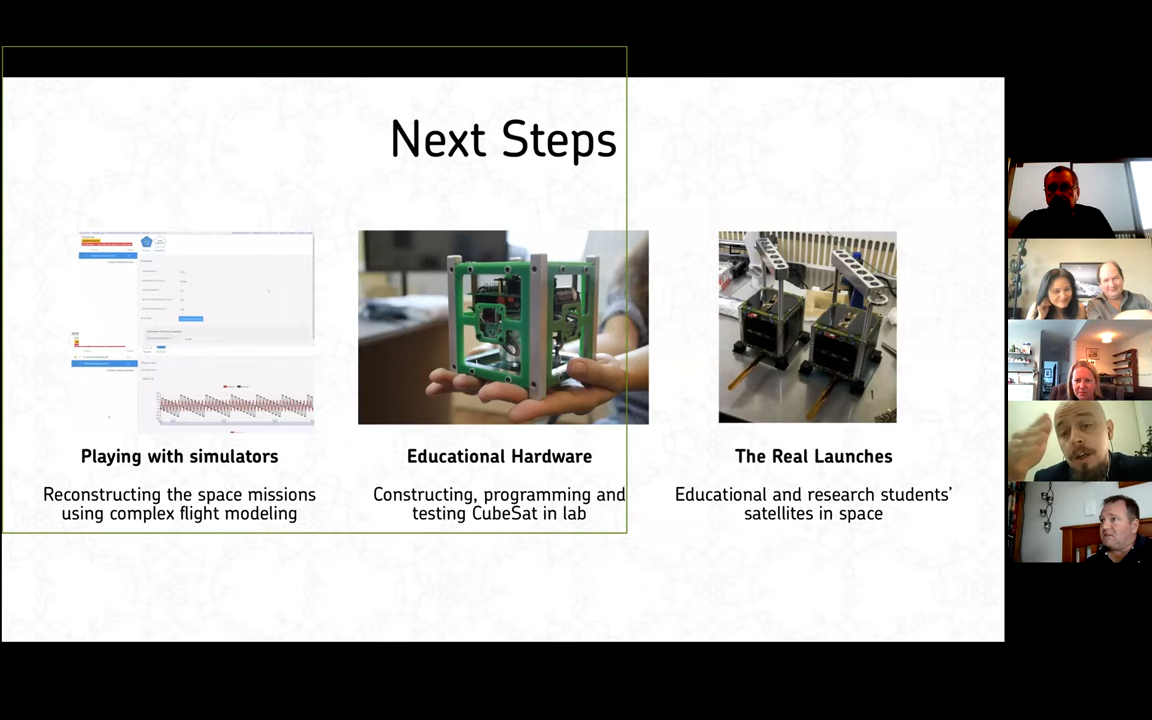 Next Steps
Playing with simulators
Reconstructing the space missions
using complex flight modeling
Educational Hardware
Constructing, programming and
testing CubeSat in lab
The Real Launches
Educational and research students’
satellites in space